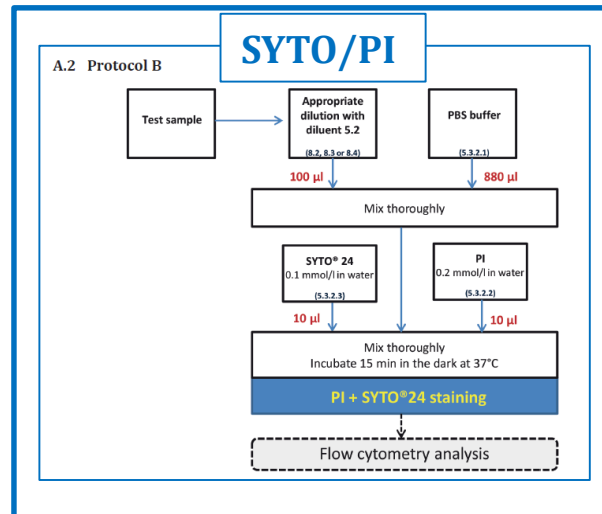 SYTO/PI
A.2 Protocol B
Test sample
Appropriate
dilution with
diluent 5.2
(8.2, 8.3 or 8.4)
PBS buffer
(5.3.2.1)
100 µl
880 µl
Mix thoroughly
SYTO® 24
0.1 mmol/l in water
(5.3.2.3)
PI
0.2 mmol/l in water
(5.3.2.2)
10 µl
10 µl
Mix thoroughly
Incubate 15 min in the dark at 37°C
PI + SYTO®24 staining
Flow cytometry analysis